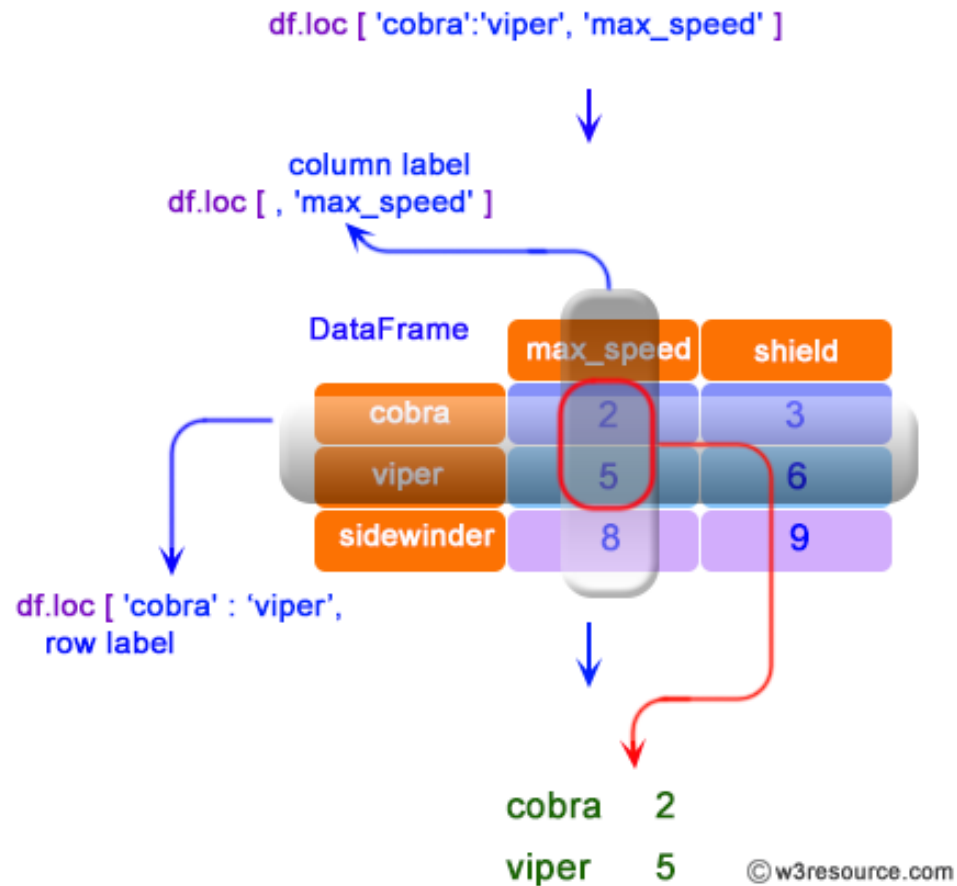 df.loc [ 'cobra':'viper', 'max_speed' ]
column label
df.loc [ , 'max_speed' ]
DataFrame
max_speed shield
cobra 2 3
viper 5 6
sidewinder 8 9
df.loc [ 'cobra' : ‘viper’,
row label
cobra 2
viper 5
©w3resource.com